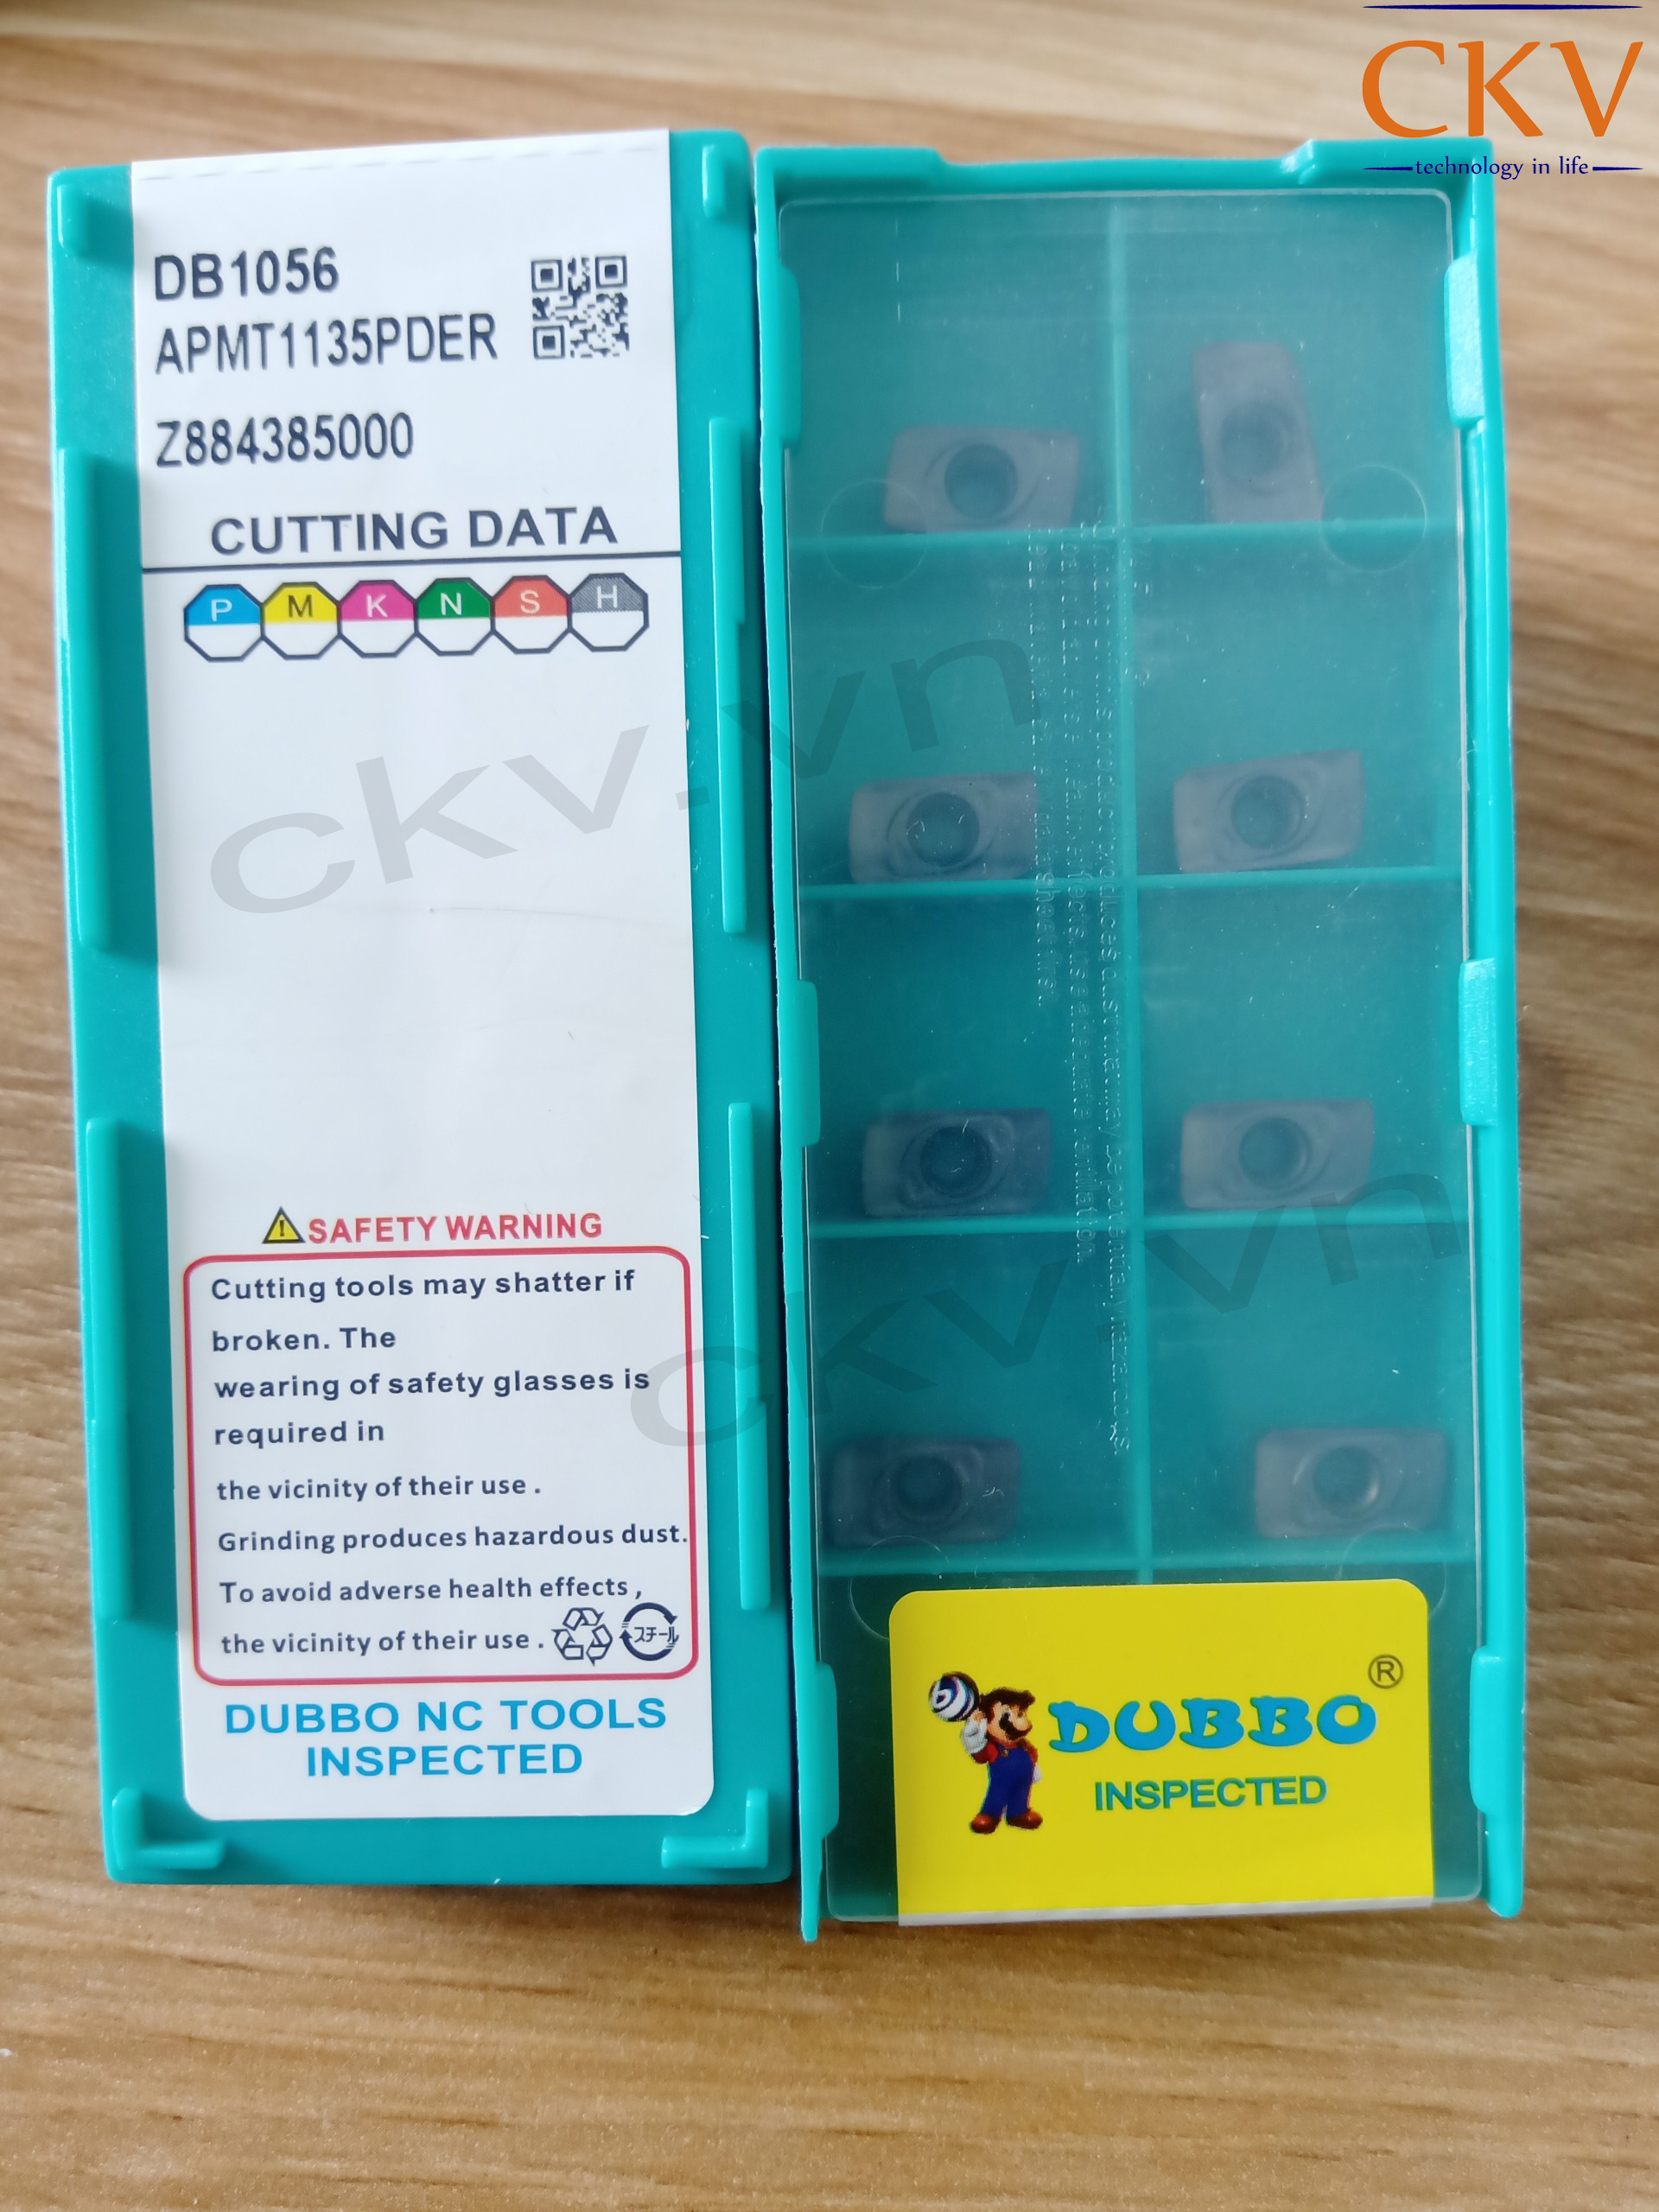 CKV
technology in life
DB1056
APMT1135PDER
Z884385000
CUTTING DATA
P M K N S H
ckv.vn
SAFETY WARNING
Cutting tools may shatter if
broken. The
wearing of safety glasses is
required in
the vicinity of their use .
Grinding produces hazardous dust.
To avoid adverse health effects ,
the vicinity of their use .
スチール
DUBBO NC TOOLS
INSPECTED
ckv.vn
DUBBO ®
INSPECTED